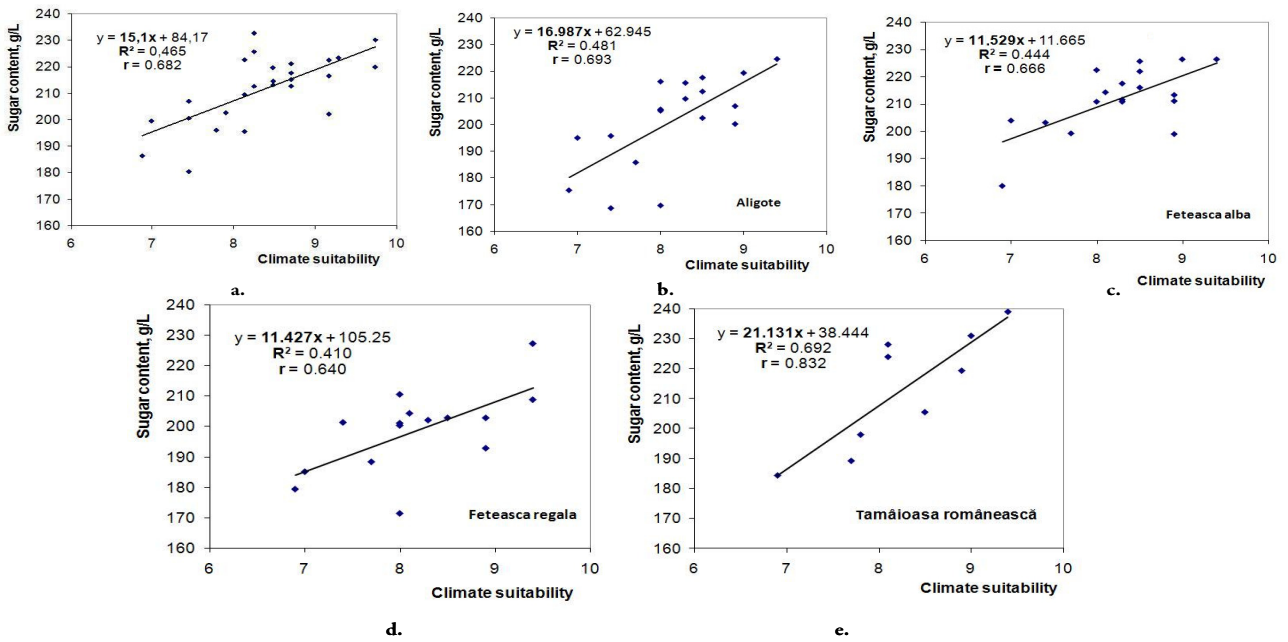 y = 15,1x + 84,17
R² = 0,465
r = 0.682
Sugar content, g/L
240
230
220
210
200
190
180
170
160
6 7 8 9 10
Climate suitability
a.
y = 16.987x + 62.945
R² = 0.481
r = 0.693
Sugar content, g/L
240
230
220
210
200
190
180
170
160
Aligote
6 7 8 9 10
Climate suitability
b.
y = 11,529x + 11.665
R² = 0.444
r = 0.666
Sugar content, g/L
240
230
220
210
200
190
180
170
160
Feteasca alba
6 7 8 9 10
Climate suitability
c.
y = 11.427x + 105.25
R² = 0.410
r = 0.640
Sugar content, g/L
240
230
220
210
200
190
180
170
160
Feteasca regala
6 7 8 9 10
Climate suitability
d.
y = 21.131x + 38.444
R² = 0.692
r = 0.832
Sugar content, g/L
240
230
220
210
200
190
180
170
160
Tamâioasa românească
6 7 8 9 10
Climate suitability
e.